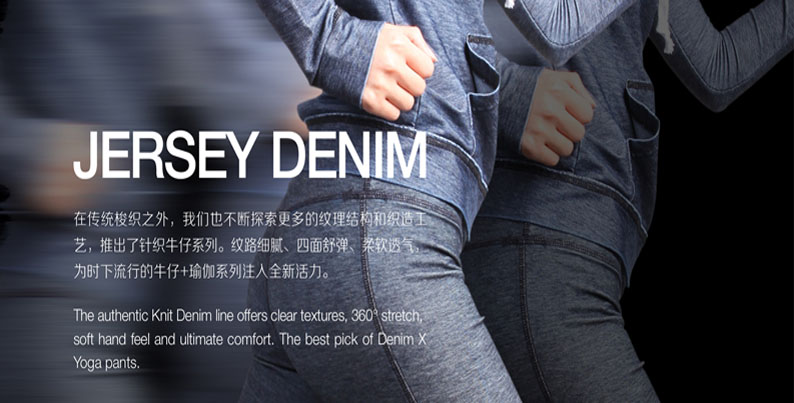 JERSEY DENIM
在传统梭织之外，我们也不断探索更多的纹理结构和织造工
艺，推出了针织牛仔系列。纹路细腻、四面舒弹、柔软透气，
为时下流行的牛仔+瑜伽系列注入全新活力。
The authentic Knit Denim line offers clear textures, 360° stretch,
soft hand feel and ultimate comfort. The best pick of Denim X
Yoga pants.